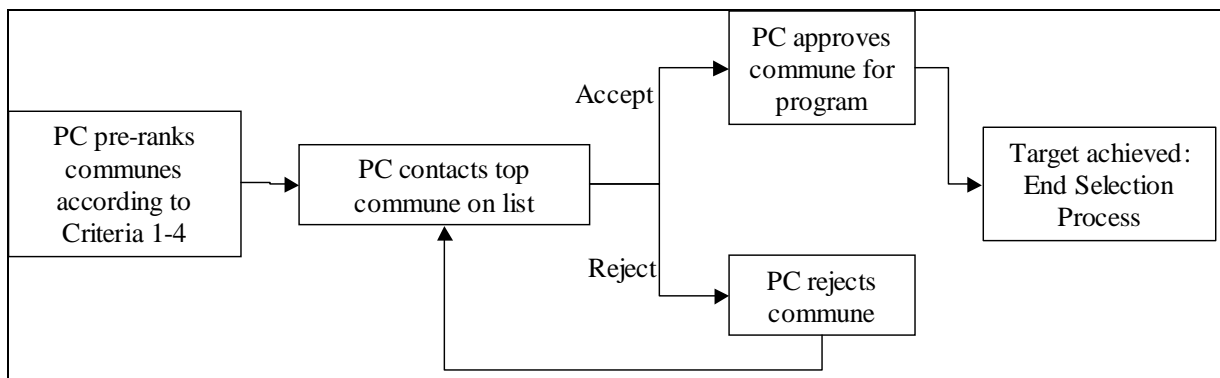 PC pre-ranks
communes
according to
Criteria 1-4
PC contacts top
commune on list
Accept
PC approves
commune for
program
Target achieved:
End Selection
Process
Reject
PC rejects
commune